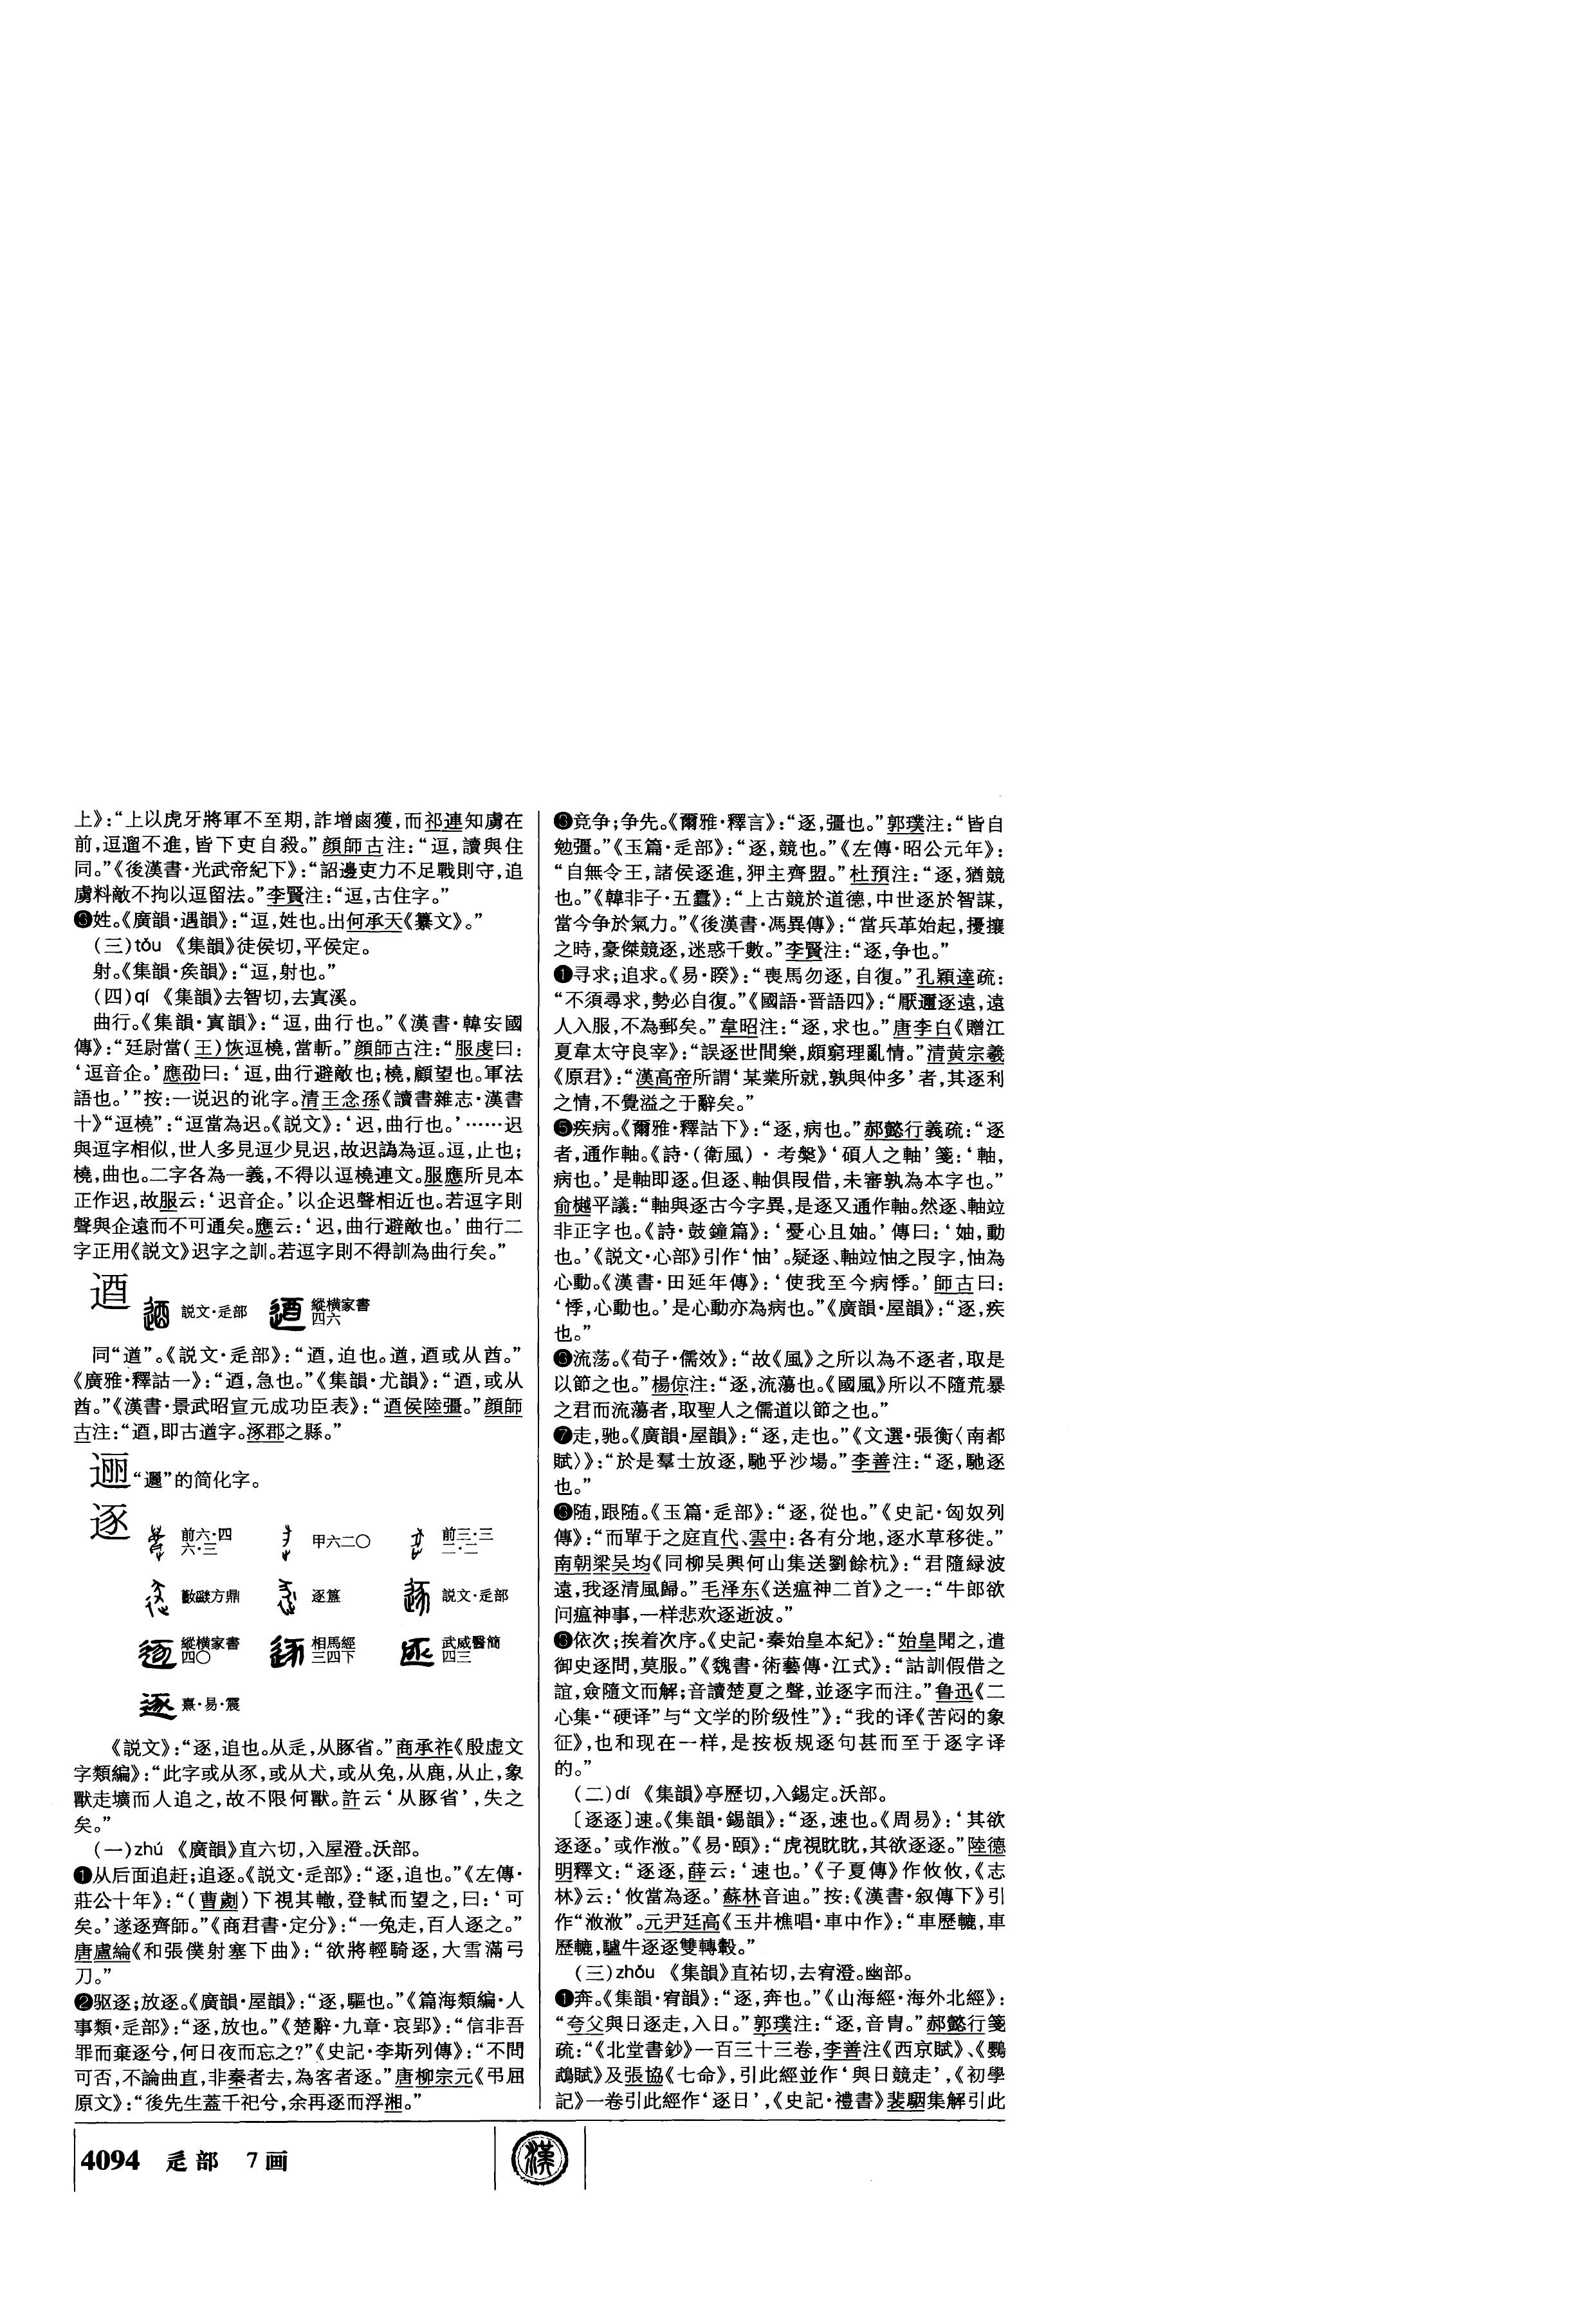 上》：“上以虎牙將軍不至期，詐增鹵獲，而祁連知虜在
前，逗遛不進，皆下吏自殺。”顔師古注：“逗，讀與住
同。”《後漢書·光武帝紀下》：“詔邊吏力不足戰則守，追
虜料敵不拘以逗留法。”李賢注：“逗，古住字。”
❸姓。《廣韻·遇韻》：“逗，姓也。出何承天《纂文》。”
（三）tǒu 《集韻》徒侯切，平侯定。
射。《集韻·矦韻》：“逗，射也。”
（四）qí 《集韻》去智切，去寘溪。
曲行。《集韻·寘韻》：“逗，曲行也。”《漢書·韓安國
傳》：“廷尉當（王）恢逗橈，當斬。”顔師古注：“服虔曰：
‘逗音企。’應劭曰：‘逗，曲行避敵也；橈，顧望也。軍法
語也。’”按：一说迟的讹字。清王念孫《讀書雜志·漢書
十》“逗橈”：“逗當為迟。《説文》：‘迟，曲行也。’……迟
與逗字相似，世人多見逗少見迟，故迟譌為逗。逗，止也；
橈，曲也。二字各為一義，不得以逗橈連文。服應所見本
正作迟，故服云：‘迟音企。’以企迟聲相近也。若逗字則
聲與企遠而不可通矣。應云：‘迟，曲行避敵也。’曲行二
字正用《説文》迟字之訓。若逗字則不得訓為曲行矣。”
逎 説文·辵部 縱横家書四六
同“遒”。《説文·辵部》：“逎，迫也。遒，逎或从酋。”
《廣雅·釋詁一》：“逎，急也。”《集韻·尤韻》：“逎，或从
酋。”《漢書·景武昭宣元成功臣表》：“逎侯陸彊。”顔師
古注：“逎，即古遒字。涿郡之縣。”
逦 “邐”的简化字。
逐 前六·四六·三 甲六二〇 前三·三二·二
方鼎 逐簋 説文·辵部
縱横家書四〇 相馬經三四下 武威醫簡四三
熹·易·震
《説文》：“逐，追也。从辵，从豚省。”商承祚《殷虚文
字類編》：“此字或从豕，或从犬，或从兔，从鹿，从止，象
獸走壙而人追之，故不限何獸。許云‘从豚省’，失之
矣。”
（一）zhú 《廣韻》直六切，入屋澄。沃部。
❶从后面追赶；追逐。《説文·辵部》：“逐，追也。”《左傳·
莊公十年》：“（曹劌）下視其轍，登軾而望之，曰：‘可
矣。’遂逐齊師。”《商君書·定分》：“一兔走，百人逐之。”
唐盧綸《和張僕射塞下曲》：“欲將輕騎逐，大雪滿弓
刀。”
❷驱逐；放逐。《廣韻·屋韻》：“逐，驅也。”《篇海類編·人
事類·辵部》：“逐，放也。”《楚辭·九章·哀郢》：“信非吾
罪而棄逐兮，何日夜而忘之？”《史記·李斯列傳》：“不問
可否，不論曲直，非秦者去，為客者逐。”唐柳宗元《弔屈
原文》：“後先生蓋千祀兮，余再逐而浮湘。”
❸竞争；争先。《爾雅·釋言》：“逐，彊也。”郭璞注：“皆自
勉彊。”《玉篇·辵部》：“逐，競也。”《左傳·昭公元年》：
“自無令王，諸侯逐進，狎主齊盟。”杜預注：“逐，猶競
也。”《韓非子·五蠹》：“上古競於道德，中世逐於智謀，
當今争於氣力。”《後漢書·馮異傳》：“當兵革始起，擾攘
之時，豪傑競逐，迷惑千數。”李賢注：“逐，争也。”
❶寻求；追求。《易·睽》：“喪馬勿逐，自復。”孔穎達疏：
“不須尋求，勢必自復。”《國語·晋語四》：“厭邇逐遠，遠
人入服，不為郵矣。”韋昭注：“逐，求也。”唐李白《贈江
夏韋太守良宰》：“誤逐世間樂，頗窮理亂情。”清黄宗羲
《原君》：“漢高帝所謂‘某業所就，孰與仲多’者，其逐利
之情，不覺溢之于辭矣。”
❺疾病。《爾雅·釋詁下》：“逐，病也。”郝懿行義疏：“逐
者，通作軸。《詩·（衛風）·考槃》‘碩人之軸’箋：‘軸，
病也。’是軸即逐。但逐、軸俱叚借，未審孰為本字也。”
俞樾平議：“軸與逐古今字異，是逐又通作軸。然逐、軸竝
非正字也。《詩·鼓鐘篇》：‘憂心且妯。’傳曰：‘妯，動
也。’《説文·心部》引作‘怞’。疑逐、軸竝怞之叚字，怞為
心動。《漢書·田延年傳》：‘使我至今病悸。’師古曰：
‘悸，心動也。’是心動亦為病也。”《廣韻·屋韻》：“逐，疾
也。”
❻流荡。《荀子·儒效》：“故《風》之所以為不逐者，取是
以節之也。”楊倞注：“逐，流蕩也。《國風》所以不隨荒暴
之君而流蕩者，取聖人之儒道以節之也。”
❼走，驰。《廣韻·屋韻》：“逐，走也。”《文選·張衡〈南都
賦〉》：“於是羣士放逐，馳乎沙場。”李善注：“逐，馳逐
也。”
❽随，跟随。《玉篇·辵部》：“逐，從也。”《史記·匈奴列
傳》：“而單于之庭直代、雲中：各有分地，逐水草移徙。”
南朝梁吴均《同柳吴興何山集送劉餘杭》：“君隨緑波
遠，我逐清風歸。”毛泽东《送瘟神二首》之一：“牛郎欲
问瘟神事，一样悲欢逐逝波。”
❾依次；挨着次序。《史記·秦始皇本紀》：“始皇聞之，遣
御史逐問，莫服。”《魏書·術藝傳·江式》：“詁訓假借之
誼，僉隨文而解；音讀楚夏之聲，並逐字而注。”鲁迅《二
心集·“硬译”与“文学的阶级性”》：“我的译《苦闷的象
征》，也和现在一样，是按板规逐句甚而至于逐字译
的。”
（二）dí 《集韻》亭歷切，入錫定。沃部。
〔逐逐〕速。《集韻·錫韻》：“逐，速也。《周易》：‘其欲
逐逐。’或作浟。”《易·頤》：“虎視眈眈，其欲逐逐。”陸德
明釋文：“逐逐，薛云：‘速也。’《子夏傳》作攸攸，《志
林》云：‘攸當為逐。’蘇林音迪。”按：《漢書·叙傳下》引
作“浟浟”。元尹廷高《玉井樵唱·車中作》：“車歷轆，車
歷轆，驢牛逐逐雙轉轂。”
（三）zhǒu 《集韻》直祐切，去宥澄。幽部。
❶奔。《集韻·宥韻》：“逐，奔也。”《山海經·海外北經》：
“夸父與日逐走，入日。”郭璞注：“逐，音胄。”郝懿行箋
疏：“《北堂書鈔》一百三十三卷，李善注《西京賦》、《鸚
鵡賦》及張協《七命》，引此經並作‘與日競走’，《初學
記》一卷引此經作‘逐日’，《史記·禮書》裴駰集解引此
4094 辵部 7画 漢